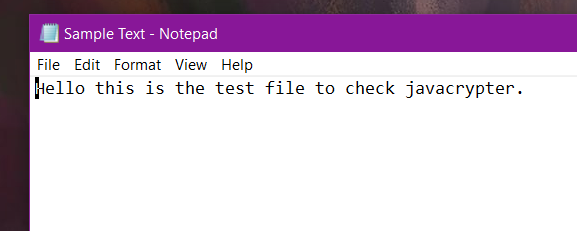 Sample Text - Notepad
File Edit Format View Help
Hello this is the test file to check javacrypter.